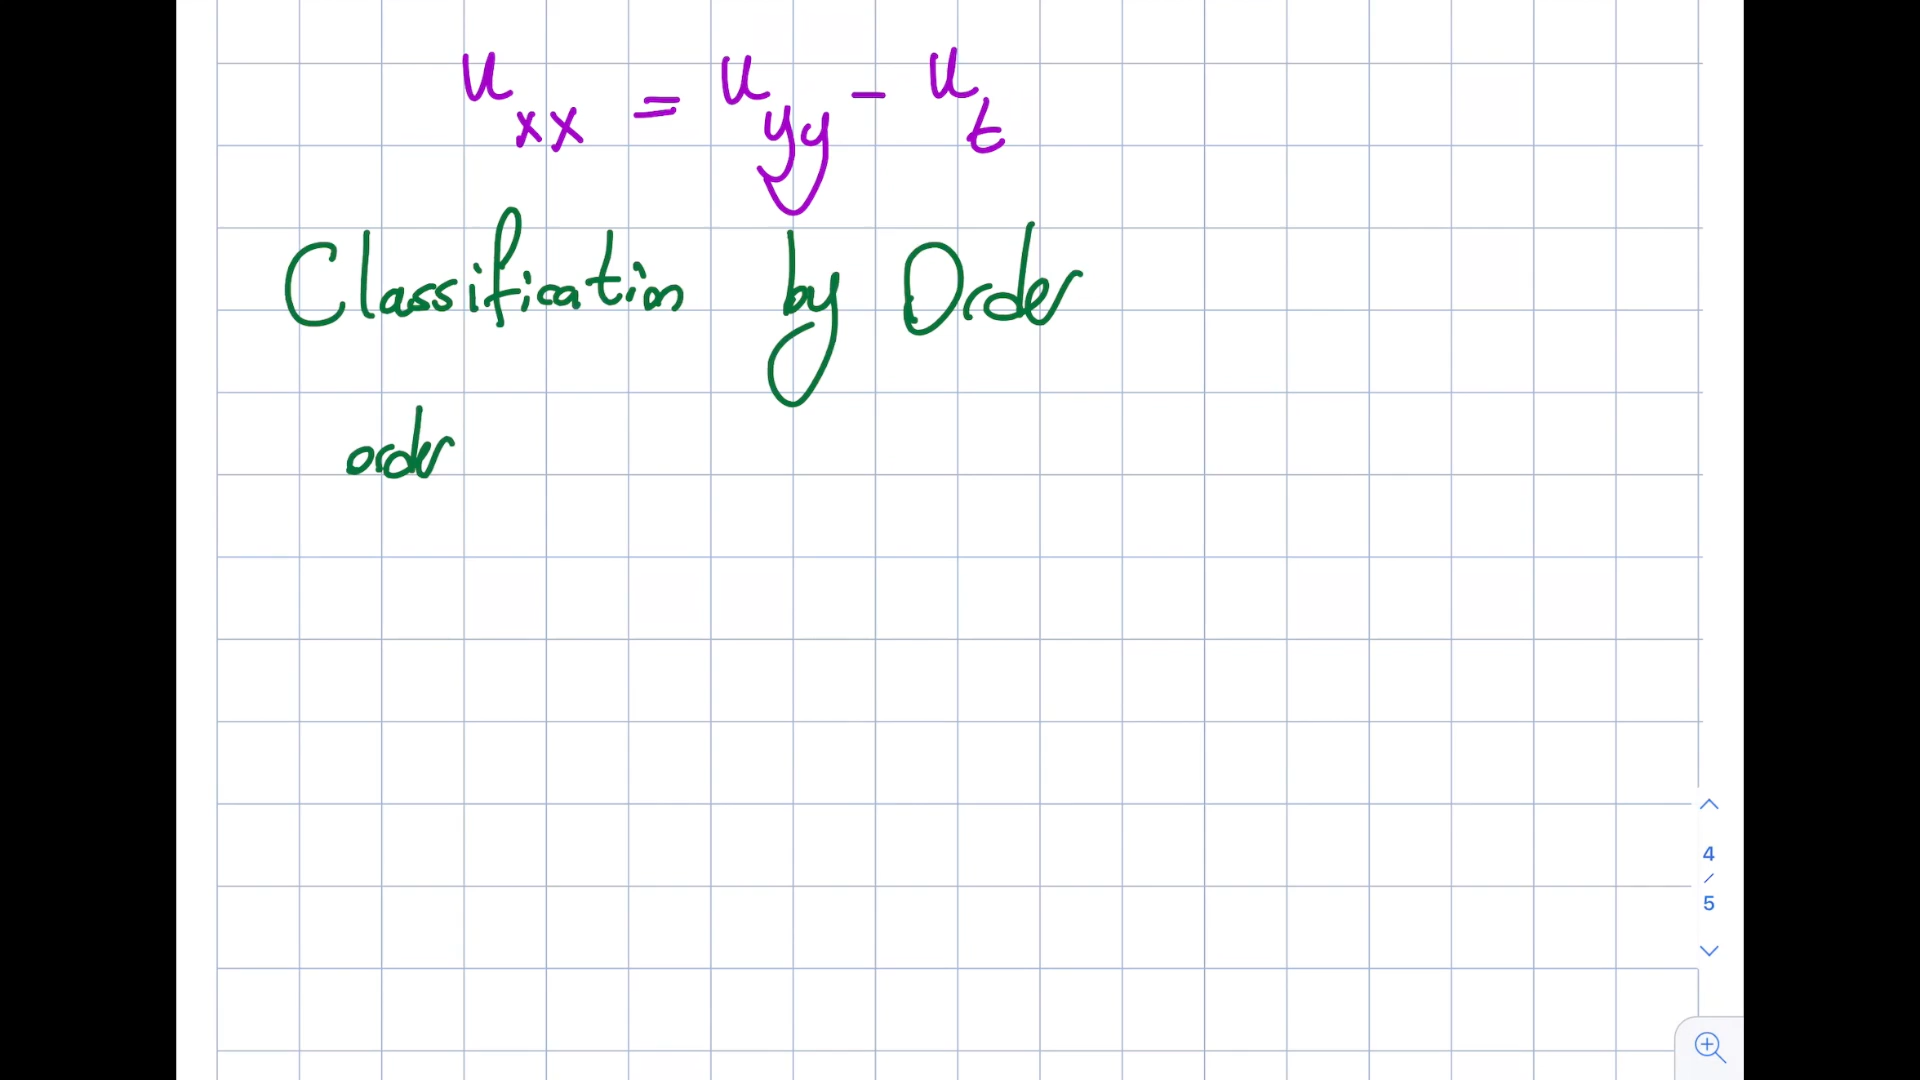 u_xx = u_yy - u_t
Classification by Order
order
4
/
5